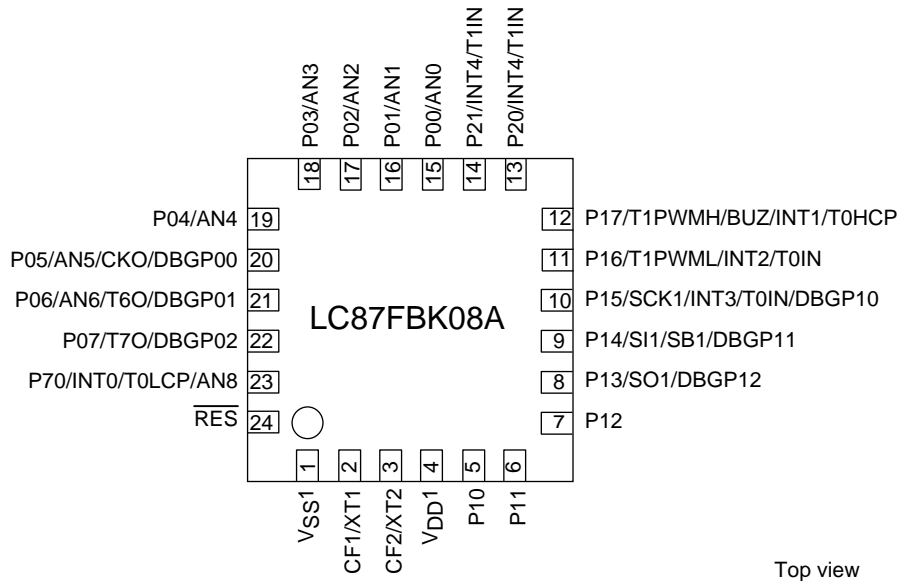 P03/AN3
P02/AN2
P01/AN1
P00/AN0
P21/INT4/T1IN
P20/INT4/T1IN
18
17
16
15
14
13
P04/AN4 19
P05/AN5/CKO/DBGP00 20
P06/AN6/T6O/DBGP01 21
P07/T7O/DBGP02 22
P70/INT0/T0LCP/AN8 23
RES 24
LC87FBK08A
12 P17/T1PWMH/BUZ/INT1/T0HCP
11 P16/T1PWML/INT2/T0IN
10 P15/SCK1/INT3/T0IN/DBGP10
9 P14/SI1/SB1/DBGP11
8 P13/SO1/DBGP12
7 P12
1
2
3
4
5
6
VSS1
CF1/XT1
CF2/XT2
VDD1
P10
P11
Top view